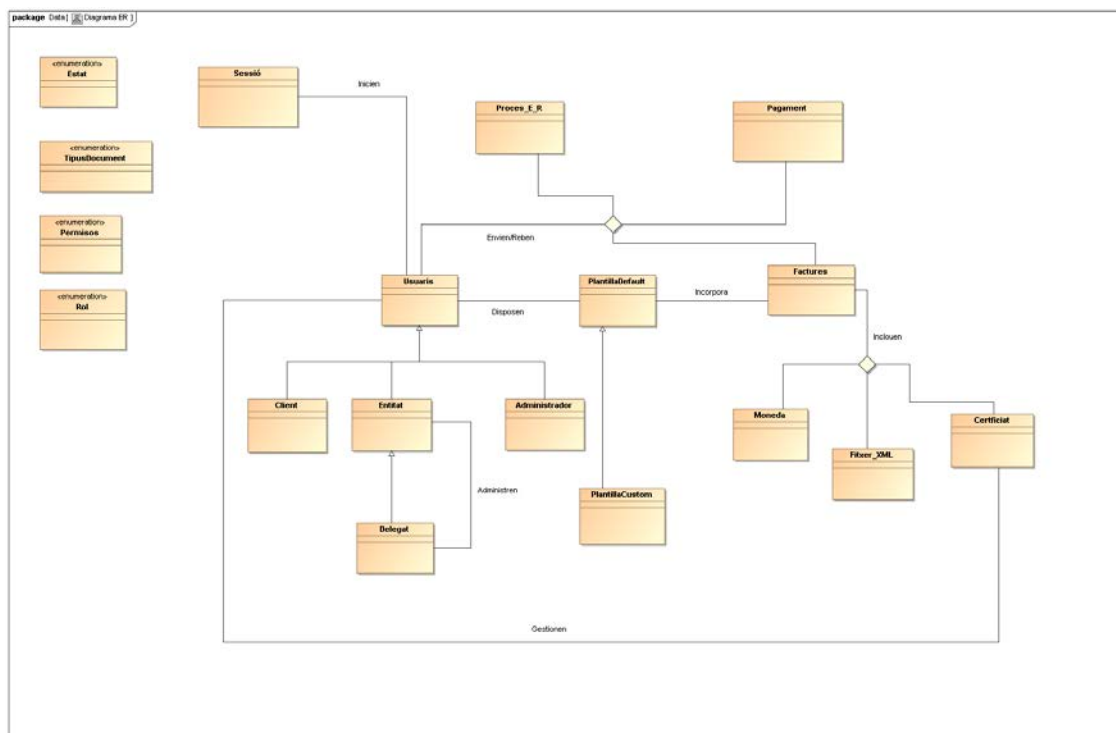 package Data [ Diagrama ER ]
«enumeration»
Estat
Sessió
Inicien
Proces_E_R
Pagament
«enumeration»
TipusDocument
«enumeration»
Permisos
Envien/Reben
Usuaris
PlantillaDefault
Factures
Incorpora
Disposen
«enumeration»
Rol
Inclouen
Client
Entitat
Administrador
Moneda
Certficiat
Fitxer_XML
Administren
PlantillaCustom
Delegat
Gestionen